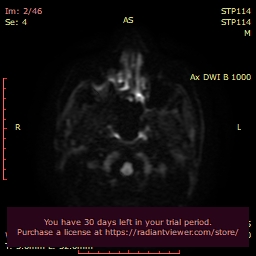 Im: 2/46
Se: 4
AS
STP114
STP114
M
Ax DWI B 1000
R
L
You have 30 days left in your trial period.
Purchase a license at https://radiantviewer.com/store/